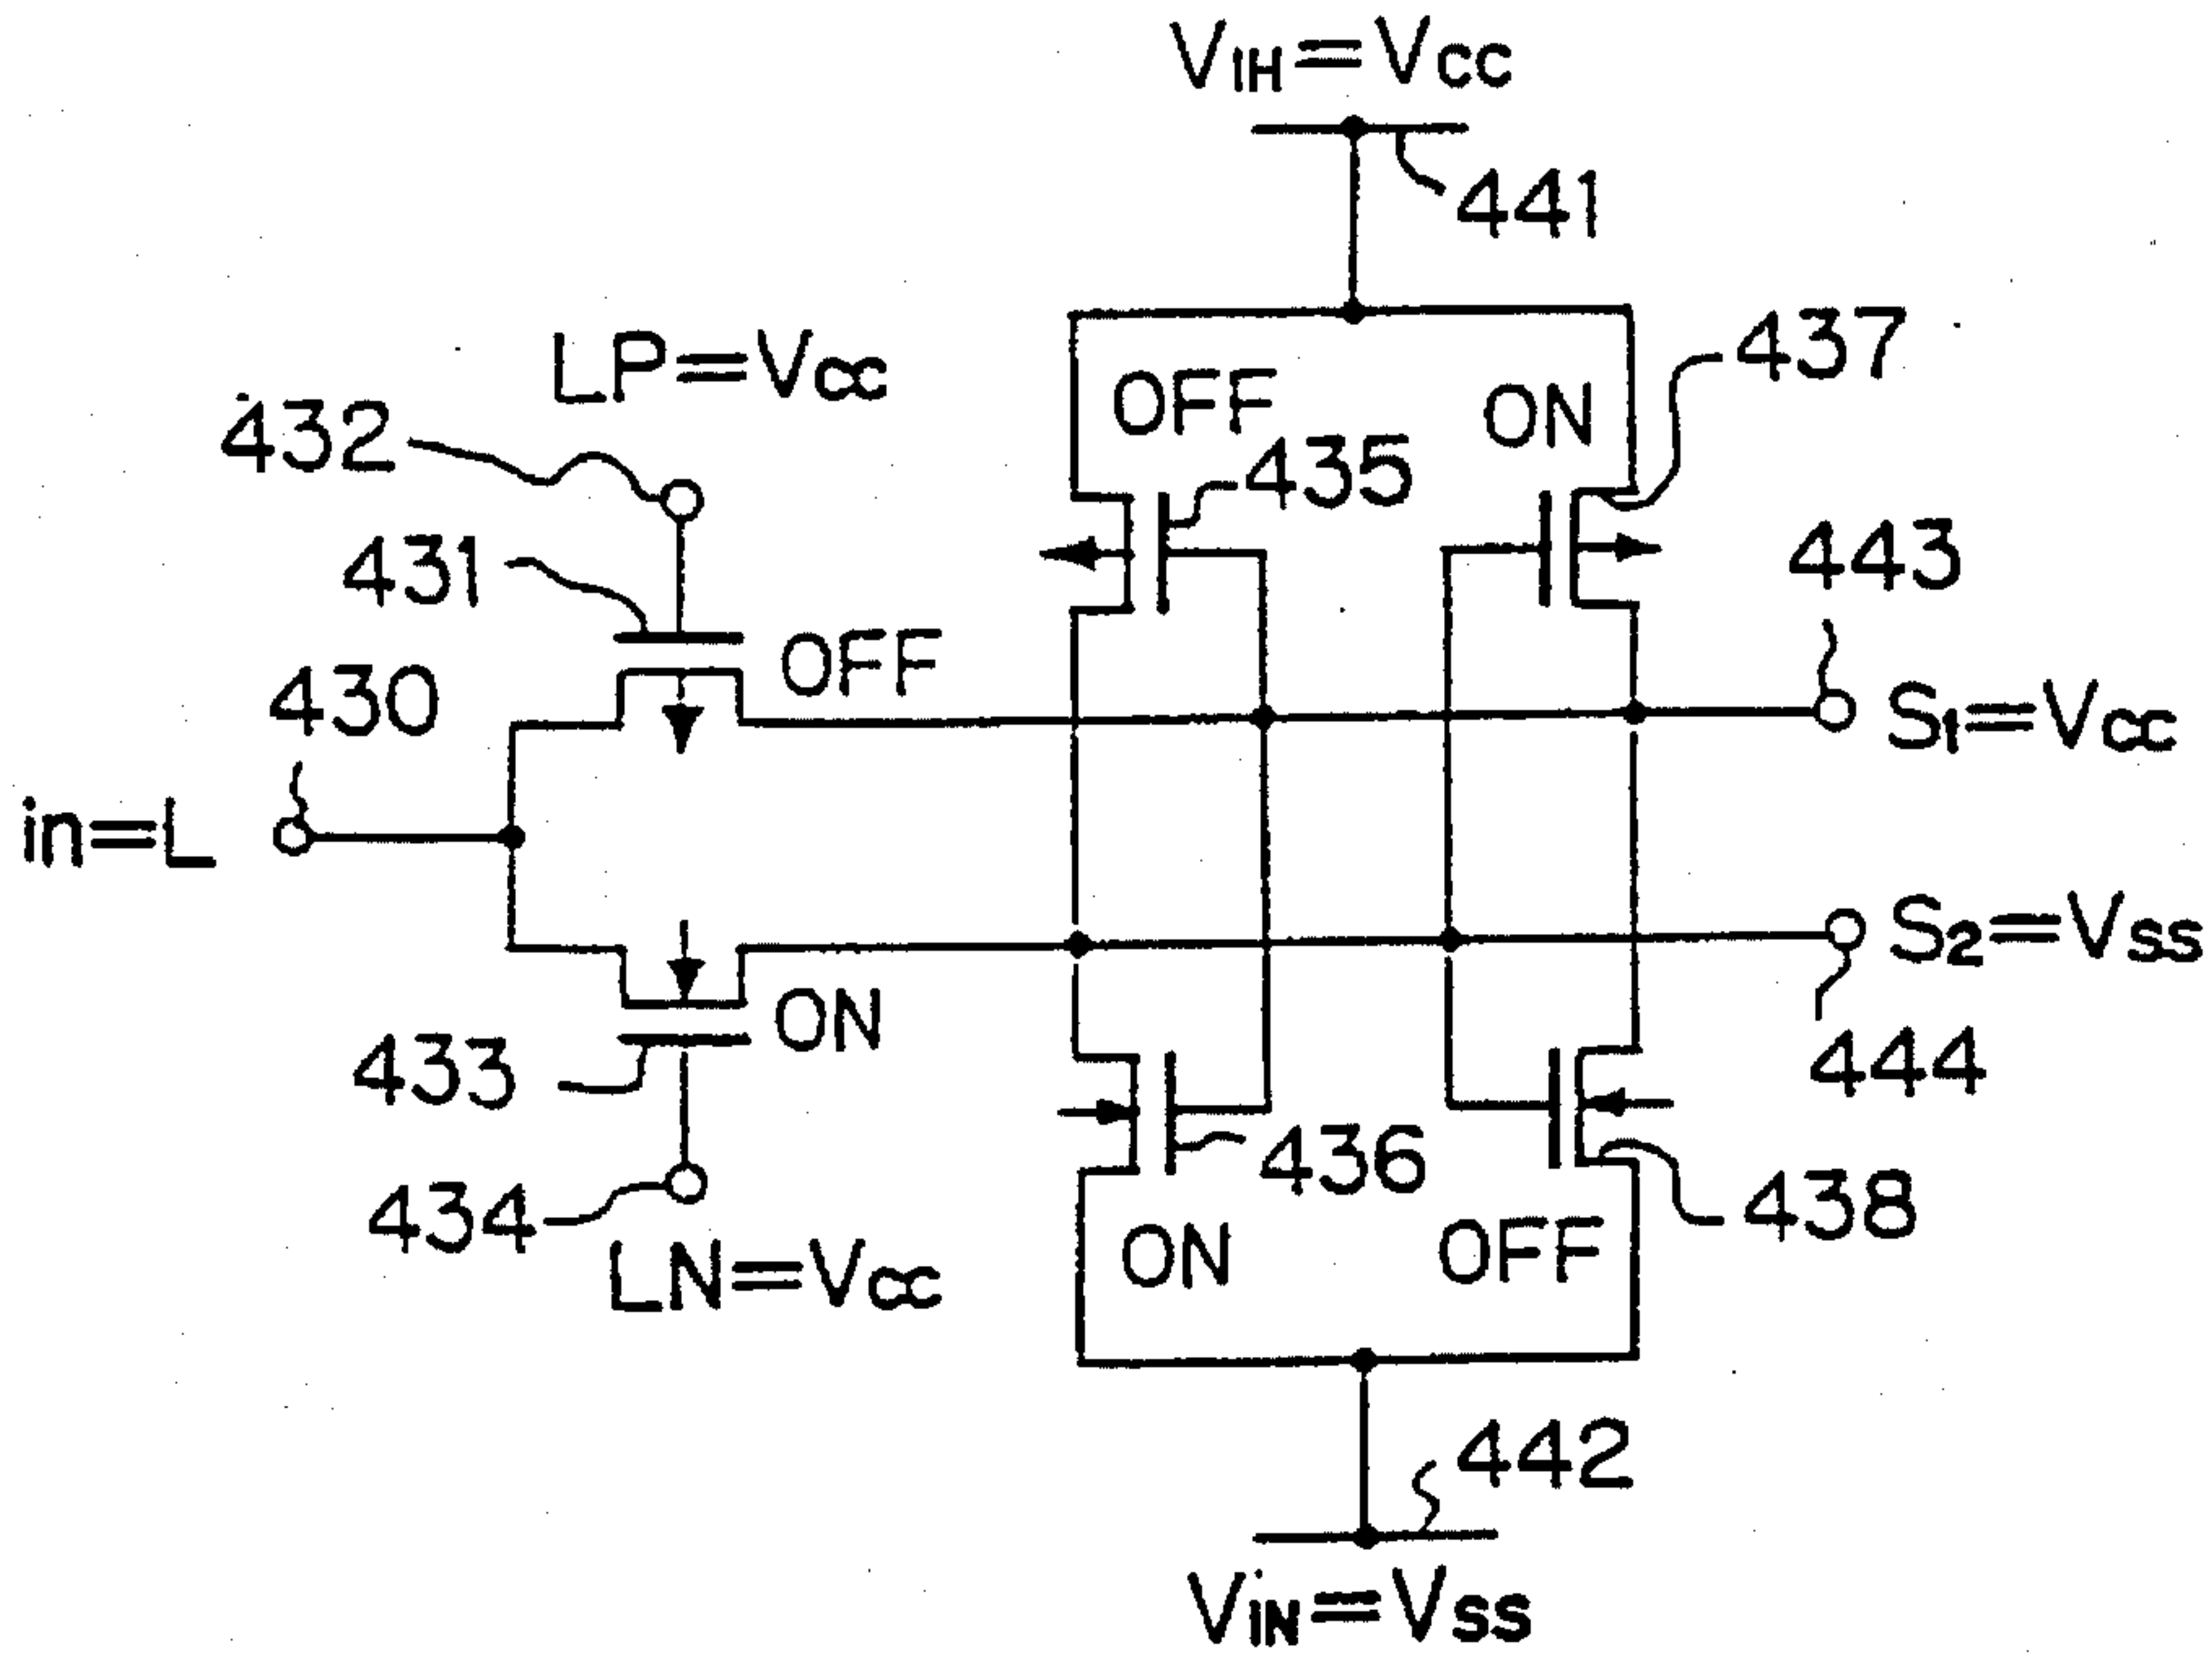 VIH=Vcc
441
LP=Vcc
437
432
OFF
ON
435
431
443
OFF
430
S1=Vcc
in=L
S2=Vss
ON
433
444
436
434
438
ON
OFF
LN=Vcc
442
ViN=Vss